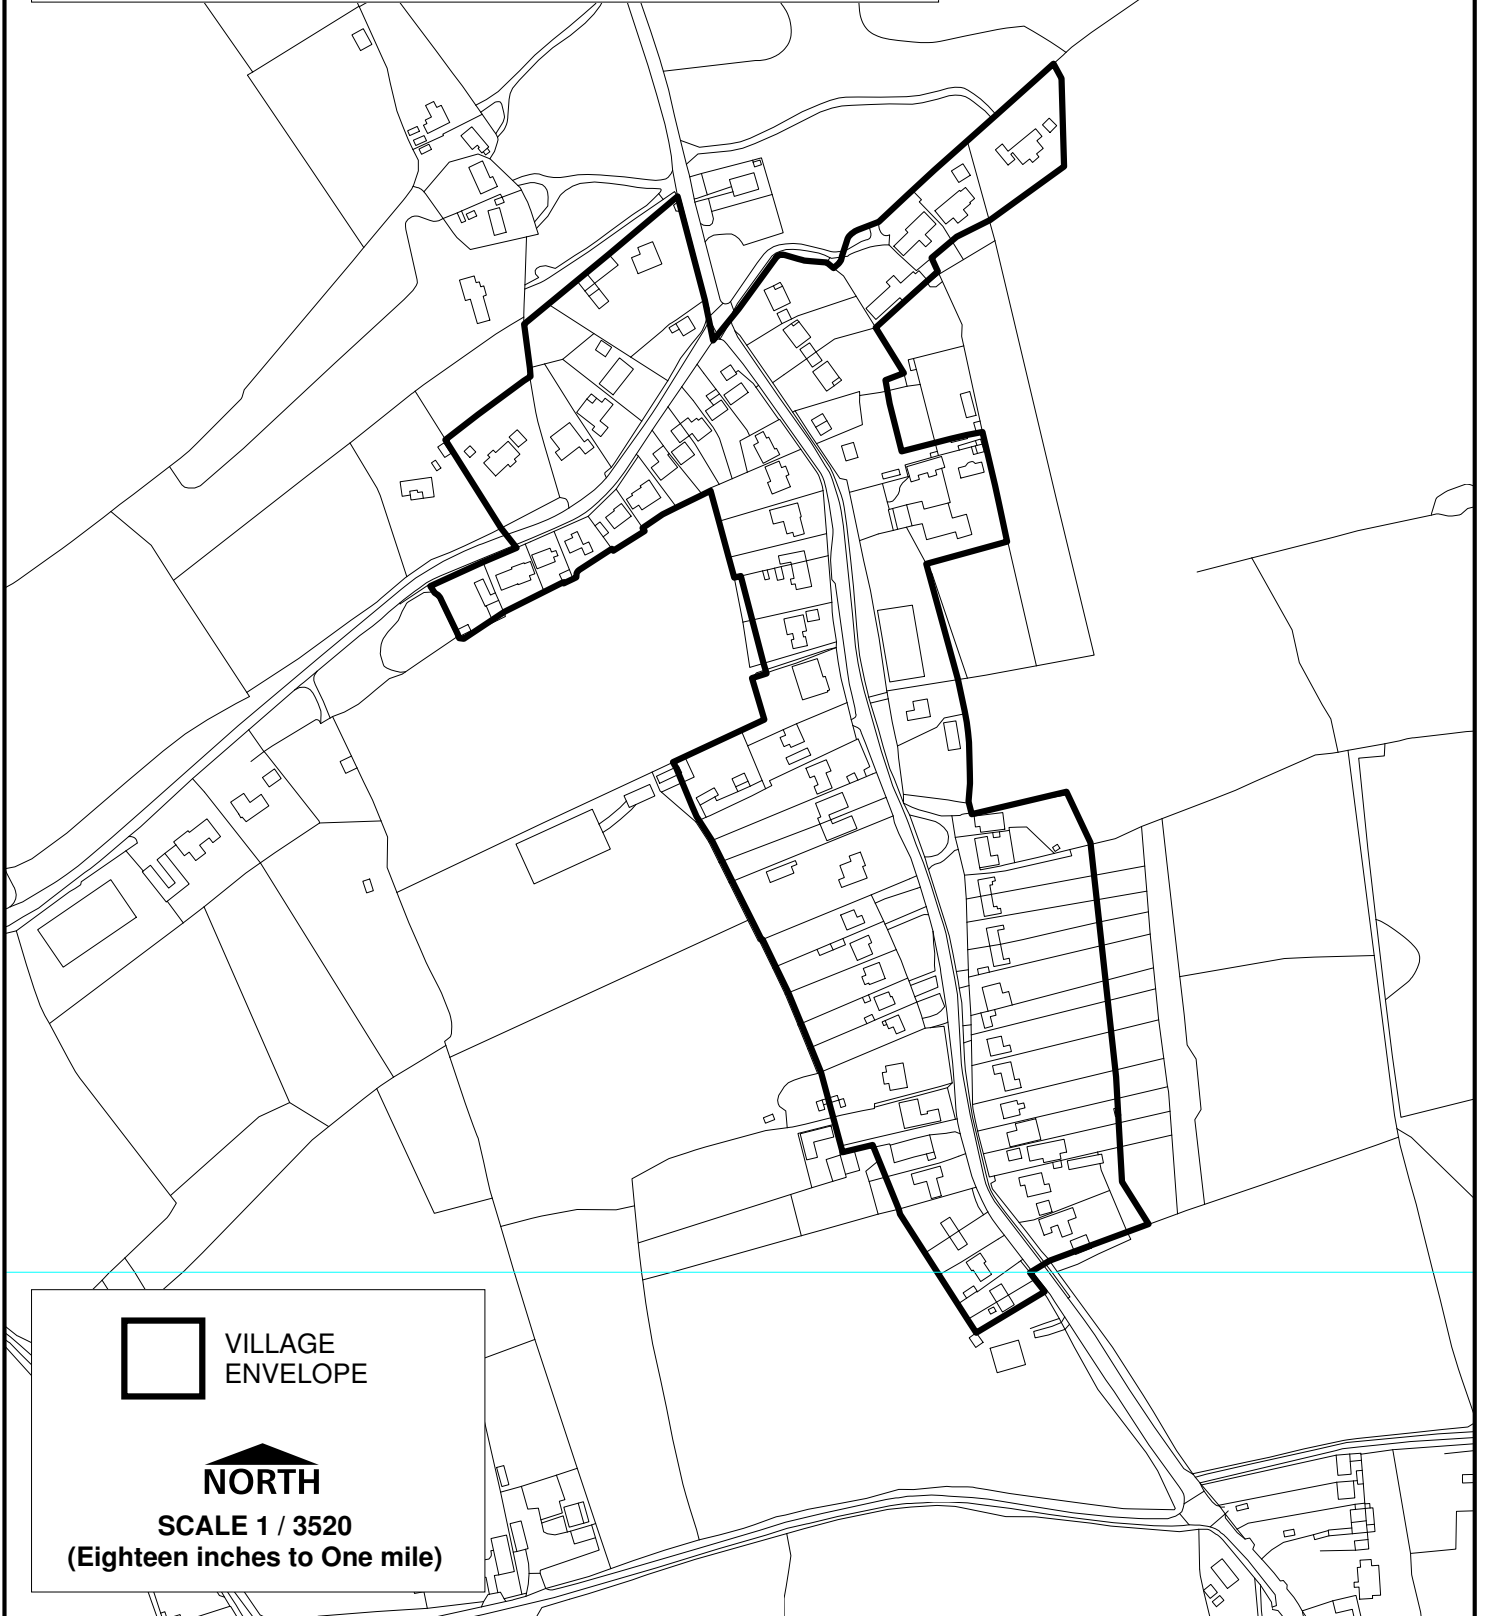 VILLAGE
ENVELOPE
NORTH
SCALE 1 / 3520
(Eighteen inches to One mile)